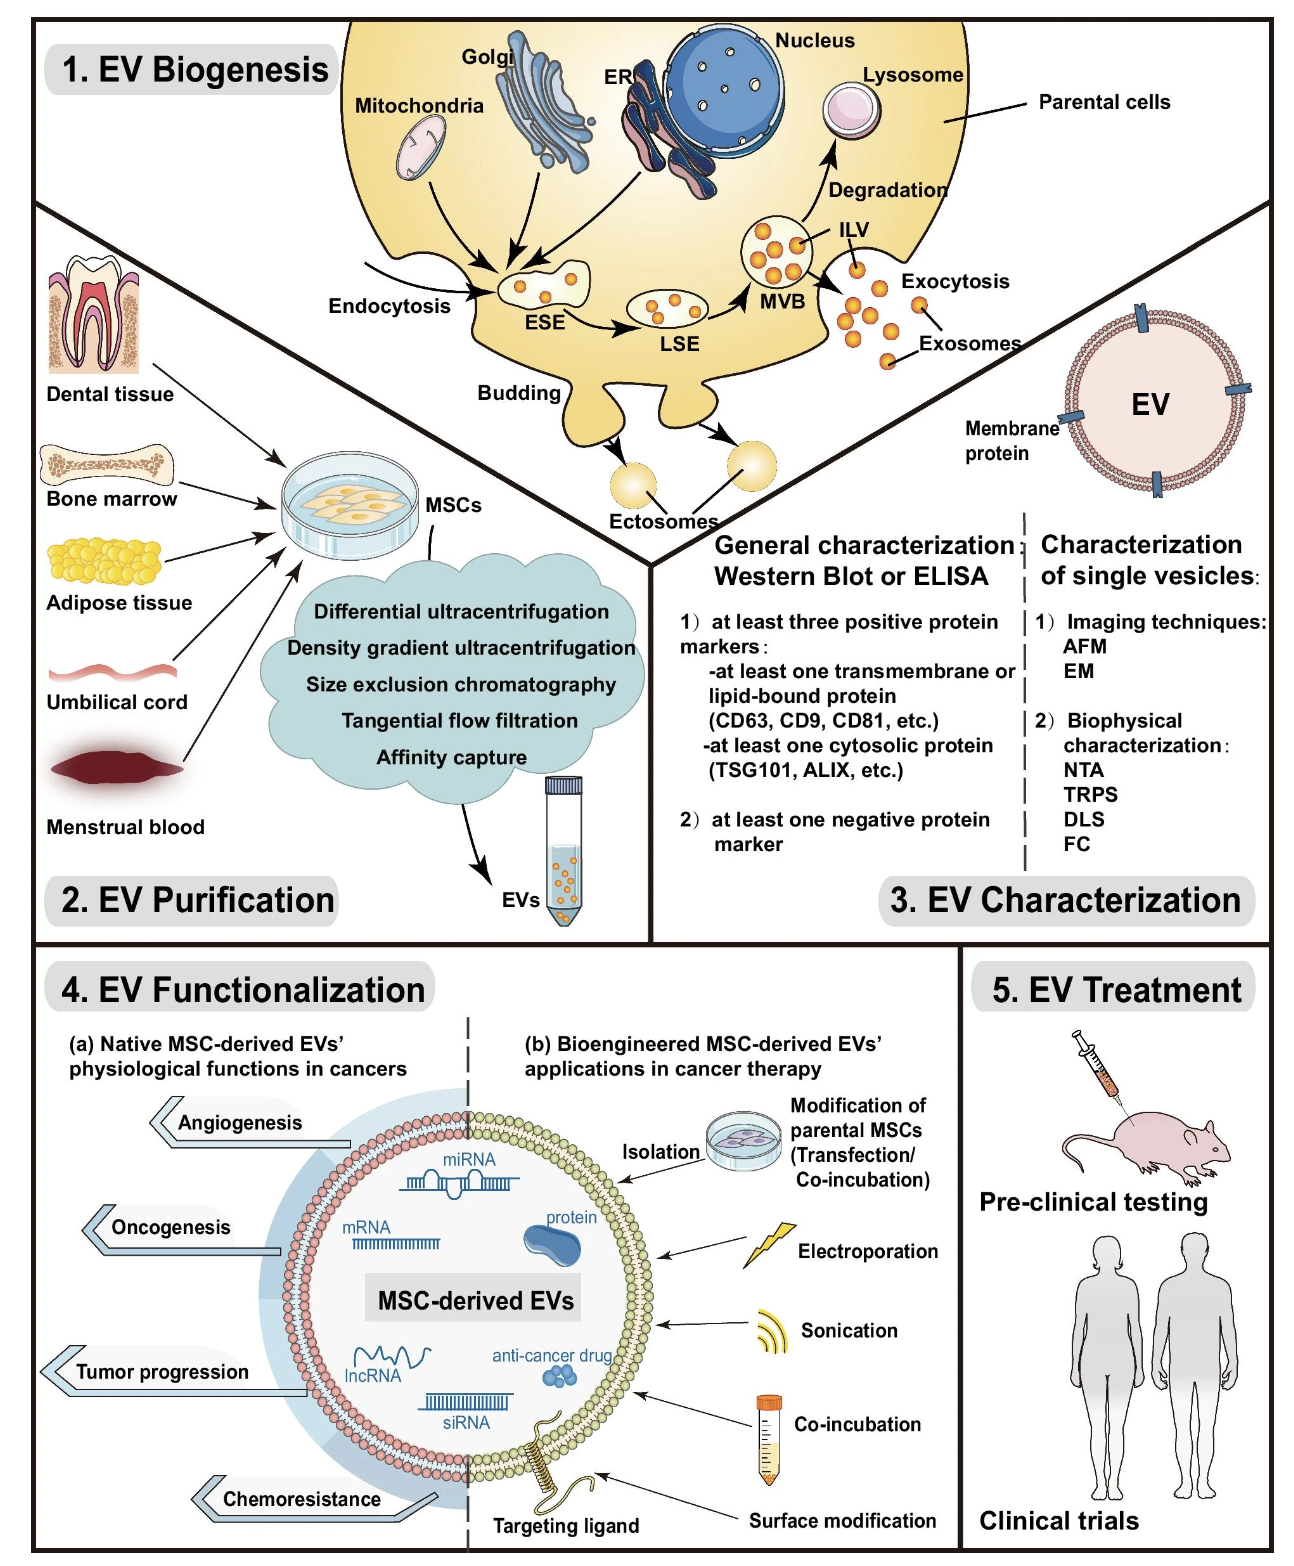 1. EV Biogenesis
Golgi
Nucleus
ER
Lysosome
Mitochondria
Parental cells
Degradation
ILV
Exocytosis
Endocytosis
ESE
MVB
LSE
Exosomes
Budding
Ectosomes
Dental tissue
Bone marrow
MSCs
Adipose tissue
Umbilical cord
Menstrual blood
Differential ultracentrifugation
Density gradient ultracentrifugation
Size exclusion chromatography
Tangential flow filtration
Affinity capture
EVs
2. EV Purification
EV
Membrane
protein
General characterization:
Western Blot or ELISA
1) at least three positive protein
markers:
-at least one transmembrane or
lipid-bound protein
(CD63, CD9, CD81, etc.)
-at least one cytosolic protein
(TSG101, ALIX, etc.)
2) at least one negative protein
marker
Characterization
of single vesicles:
1) Imaging techniques:
AFM
EM
2) Biophysical
characterization:
NTA
TRPS
DLS
FC
3. EV Characterization
4. EV Functionalization
(a) Native MSC-derived EVs’
physiological functions in cancers
Angiogenesis
Oncogenesis
Tumor progression
Chemoresistance
(b) Bioengineered MSC-derived EVs’
applications in cancer therapy
miRNA
mRNA
protein
MSC-derived EVs
lncRNA
anti-cancer drug
siRNA
Isolation
Modification of
parental MSCs
(Transfection/
Co-incubation)
Electroporation
Sonication
Co-incubation
Surface modification
Targeting ligand
5. EV Treatment
Pre-clinical testing
Clinical trials